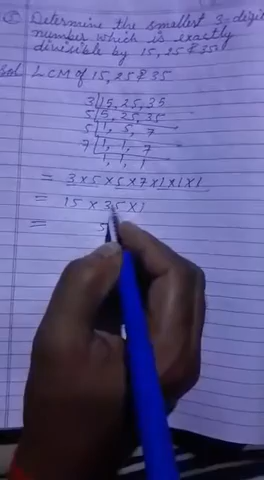 ① Determine the smallest 3-digit
number which is exactly
divisible by 15, 25 & 35.
Sol LCM of 15, 25 & 35
3 | 15, 25, 35
5 | 5, 25, 35
5 | 1, 5, 7
7 | 1, 1, 7
1, 1, 1
= 3×5×5×7×1×1×1
= 15 × 35 × 1
= 5